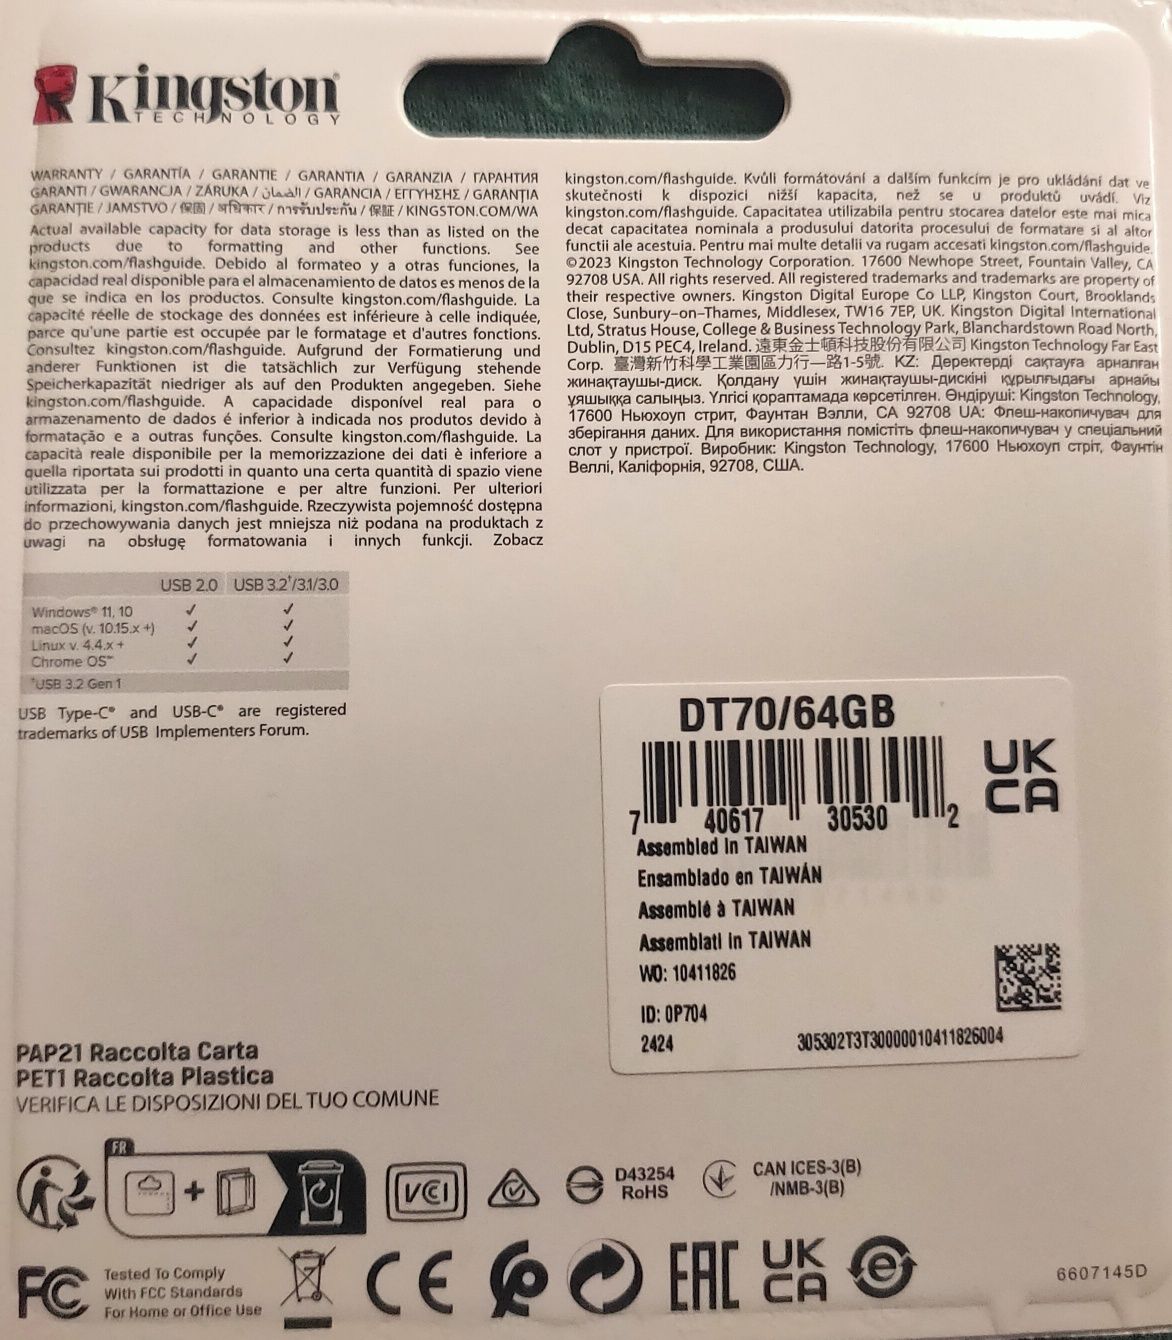 Kingston
TECHNOLOGY
WARRANTY / GARANTÍA / GARANTIE / GARANTIA / GARANZIA / ГАРАНТИЯ
GARANTI / GWARANCJA / ZÁRUKA / الضمان / GARANCIA / ΕΓΓΥΗΣΗΣ / GARANȚIA
GARANȚIE / JAMSTVO / 保固 / अधिकार / การรับประกัน / 保証 / KINGSTON.COM/WA
Actual available capacity for data storage is less than as listed on the
products due to formatting and other functions. See
kingston.com/flashguide. Debido al formateo y a otras funciones, la
capacidad real disponible para el almacenamiento de datos es menos de la
que se indica en los productos. Consulte kingston.com/flashguide. La
capacité réelle de stockage des données est inférieure à celle indiquée,
parce qu'une partie est occupée par le formatage et d'autres fonctions.
Consultez kingston.com/flashguide. Aufgrund der Formatierung und
anderer Funktionen ist die tatsächlich zur Verfügung stehende
Speicherkapazität niedriger als auf den Produkten angegeben. Siehe
kingston.com/flashguide. A capacidade disponível real para o
armazenamento de dados é inferior à indicada nos produtos devido à
formatação e a outras funções. Consulte kingston.com/flashguide. La
capacità reale disponibile per la memorizzazione dei dati è inferiore a
quella riportata sui prodotti in quanto una certa quantità di spazio viene
utilizzata per la formattazione e per altre funzioni. Per ulteriori
informazioni, kingston.com/flashguide. Rzeczywista pojemność dostępna
do przechowywania danych jest mniejsza niż podana na produktach z
uwagi na obsługę formatowania i innych funkcji. Zobacz
kingston.com/flashguide. Kvůli formátování a dalším funkcím je pro ukládání dat ve
skutečnosti k dispozici nižší kapacita, než se u produktů uvádí. Viz
kingston.com/flashguide. Capacitatea utilizabila pentru stocarea datelor este mai mica
decat capacitatea nominala a produsului datorita procesului de formatare si al altor
functii ale acestuia. Pentru mai multe detalii va rugam accesati kingston.com/flashguide
©2023 Kingston Technology Corporation. 17600 Newhope Street, Fountain Valley, CA
92708 USA. All rights reserved. All registered trademarks and trademarks are property of
their respective owners. Kingston Digital Europe Co LLP, Kingston Court, Brooklands
Close, Sunbury-on-Thames, Middlesex, TW16 7EP, UK. Kingston Digital International
Ltd, Stratus House, College & Business Technology Park, Blanchardstown Road North,
Dublin, D15 PEC4, Ireland. 遠東金士頓科技股份有限公司 Kingston Technology Far East
Corp. 臺灣新竹科學工業園區力行一路1-5號. KZ: Деректерді сақтауға арналған
жинақтаушы-диск. Қолдану үшін жинақтаушы-дискіні құрылғыдағы арнайы
ұяшыққа салыңыз. Үлгісі қораптамада көрсетілген. Өндіруші: Kingston Technology,
17600 Ньюхоуп стрит, Фаунтан Вэлли, CA 92708 UA: Флеш-накопичувач для
зберігання даних. Для використання помістіть флеш-накопичувач у спеціальний
слот у пристрої. Виробник: Kingston Technology, 17600 Ньюхоуп стріт, Фаунтін
Веллі, Каліфорнія, 92708, США.
USB 2.0 USB 3.2†/3.1/3.0
Windows® 11, 10 ✓ ✓
macOS (v. 10.15.x +) ✓ ✓
Linux v. 4.4.x + ✓ ✓
Chrome OS™ ✓ ✓
†USB 3.2 Gen 1
USB Type-C® and USB-C® are registered
trademarks of USB Implementers Forum.
DT70/64GB
7 40617 30530 2
UK
CA
Assembled in TAIWAN
Ensamblado en TAIWÁN
Assemblé à TAIWAN
Assemblati in TAIWAN
WO: 10411826
ID: 0P704
2424
305302T3T30000010411826004
PAP21 Raccolta Carta
PET1 Raccolta Plastica
VERIFICA LE DISPOSIZIONI DEL TUO COMUNE
FR
VCI
D43254
RoHS
CAN ICES-3(B)
/NMB-3(B)
FC
Tested To Comply
With FCC Standards
For Home or Office Use
CE
EAC
UK
CA
e
6607145D